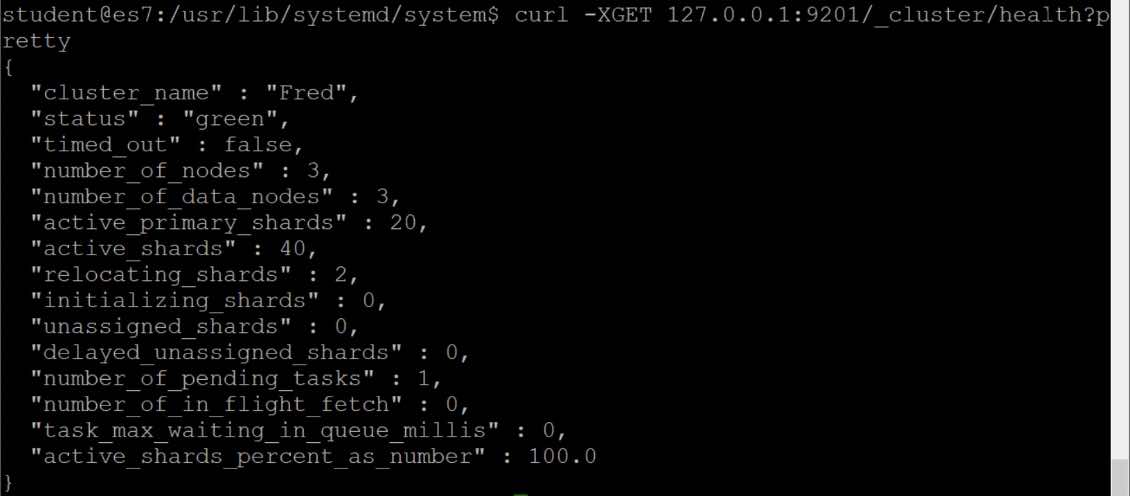 student@es7:/usr/lib/systemd/system$ curl -XGET 127.0.0.1:9201/_cluster/health?p
retty
{
  "cluster_name" : "Fred",
  "status" : "green",
  "timed_out" : false,
  "number_of_nodes" : 3,
  "number_of_data_nodes" : 3,
  "active_primary_shards" : 20,
  "active_shards" : 40,
  "relocating_shards" : 2,
  "initializing_shards" : 0,
  "unassigned_shards" : 0,
  "delayed_unassigned_shards" : 0,
  "number_of_pending_tasks" : 1,
  "number_of_in_flight_fetch" : 0,
  "task_max_waiting_in_queue_millis" : 0,
  "active_shards_percent_as_number" : 100.0
}